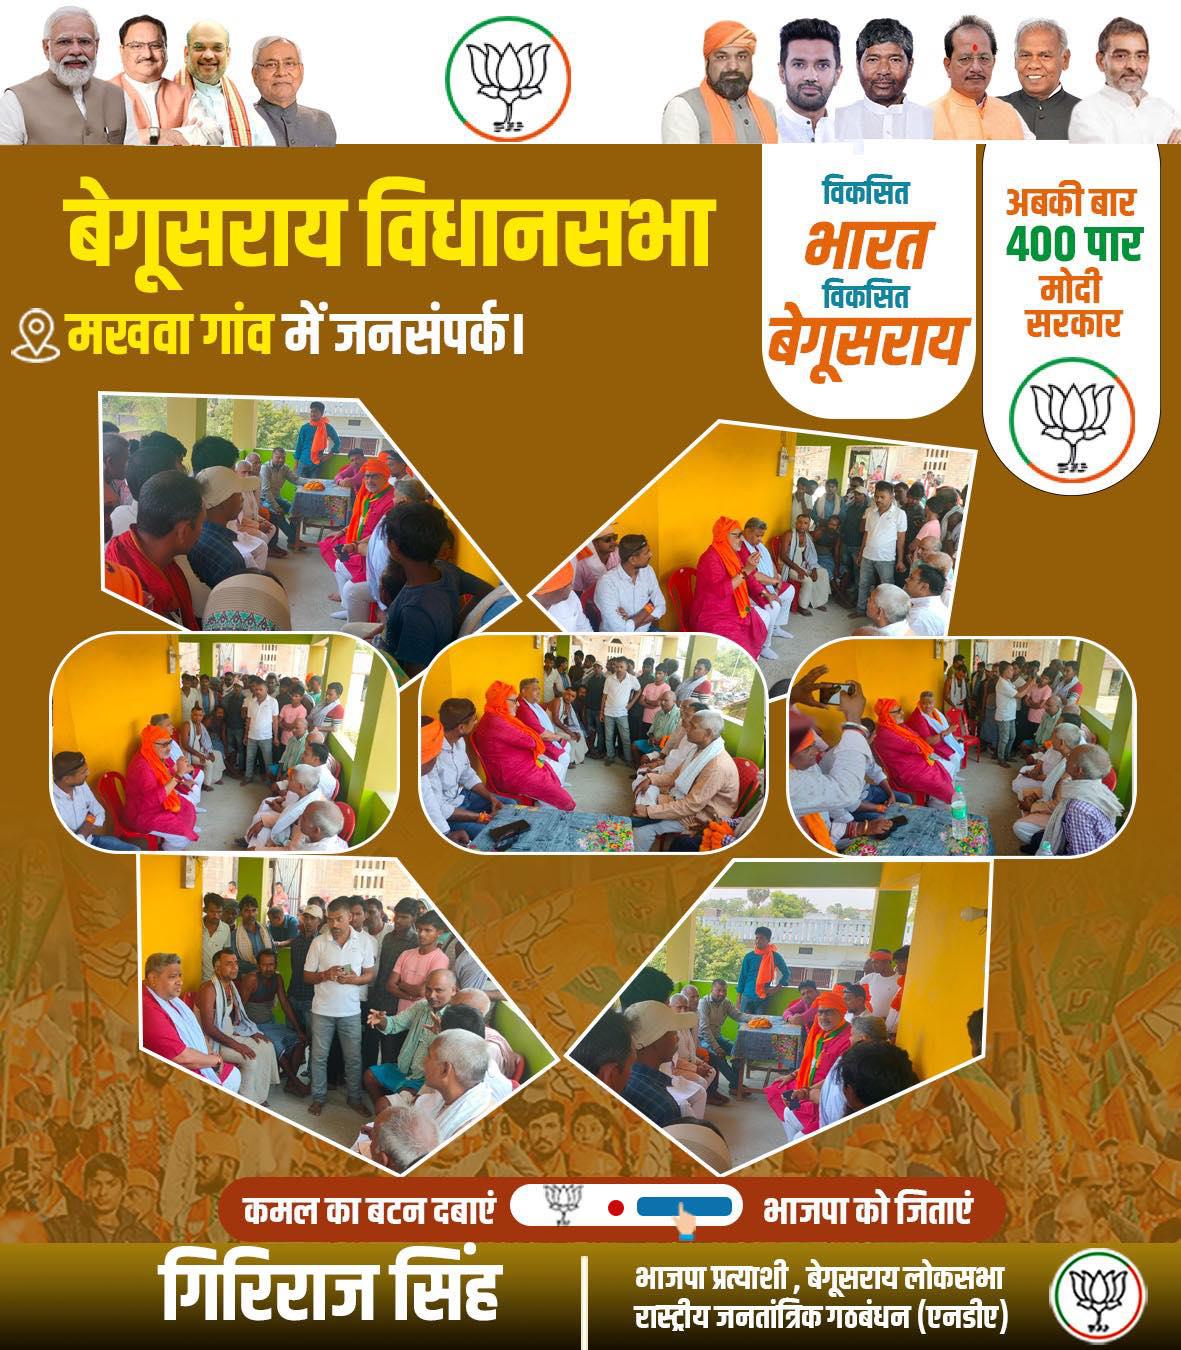 बेगूसराय विधानसभा
मखवा गांव में जनसंपर्क।
विकसित
भारत
विकसित
बेगूसराय
अबकी बार
400 पार
मोदी
सरकार
कमल का बटन दबाएं
भाजपा को जिताएं
गिरिराज सिंह
भाजपा प्रत्याशी, बेगूसराय लोकसभा
रास्ट्रीय जनतांत्रिक गठबंधन (एनडीए)